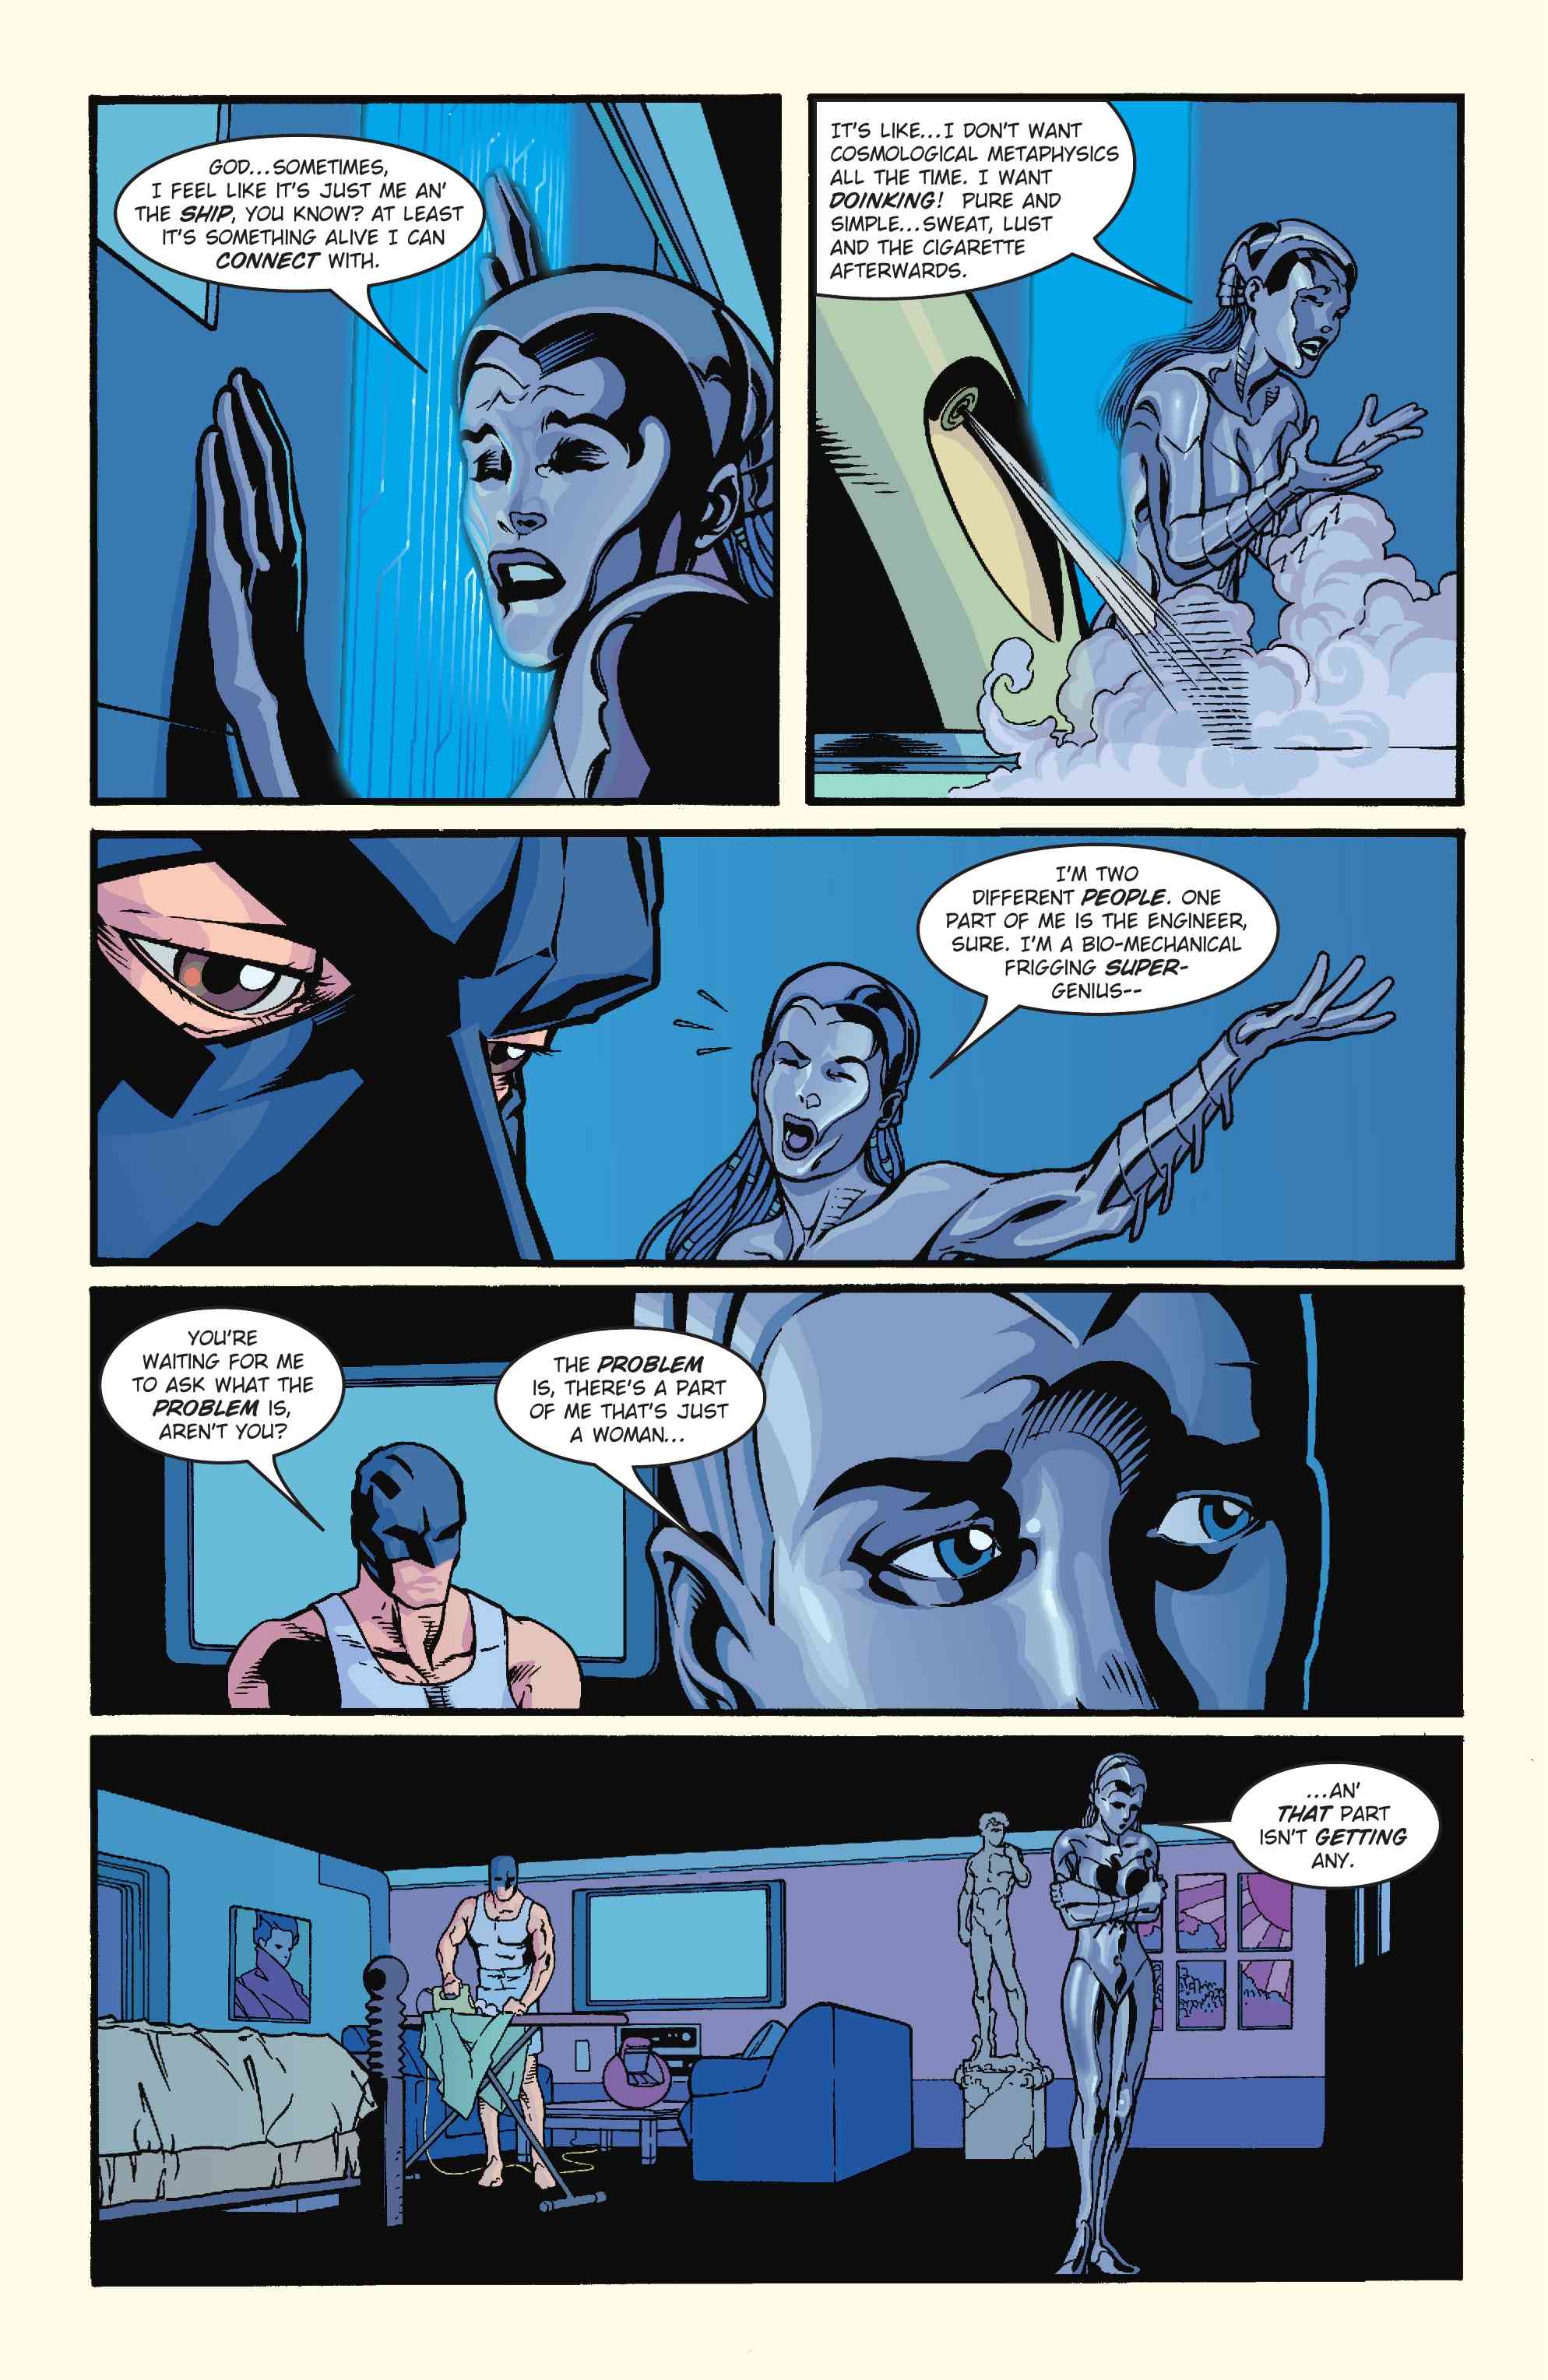 GOD...SOMETIMES,
I FEEL LIKE IT'S JUST ME AN'
THE SHIP, YOU KNOW? AT LEAST
IT'S SOMETHING ALIVE I CAN
CONNECT WITH.
IT'S LIKE...I DON'T WANT
COSMOLOGICAL METAPHYSICS
ALL THE TIME. I WANT
DOINKING! PURE AND
SIMPLE...SWEAT, LUST
AND THE CIGARETTE
AFTERWARDS.
I'M TWO
DIFFERENT PEOPLE. ONE
PART OF ME IS THE ENGINEER,
SURE. I'M A BIO-MECHANICAL
FRIGGING SUPER-
GENIUS--
YOU'RE
WAITING FOR ME
TO ASK WHAT THE
PROBLEM IS,
AREN'T YOU?
THE PROBLEM
IS, THERE'S A PART
OF ME THAT'S JUST
A WOMAN...
...AN'
THAT PART
ISN'T GETTING
ANY.